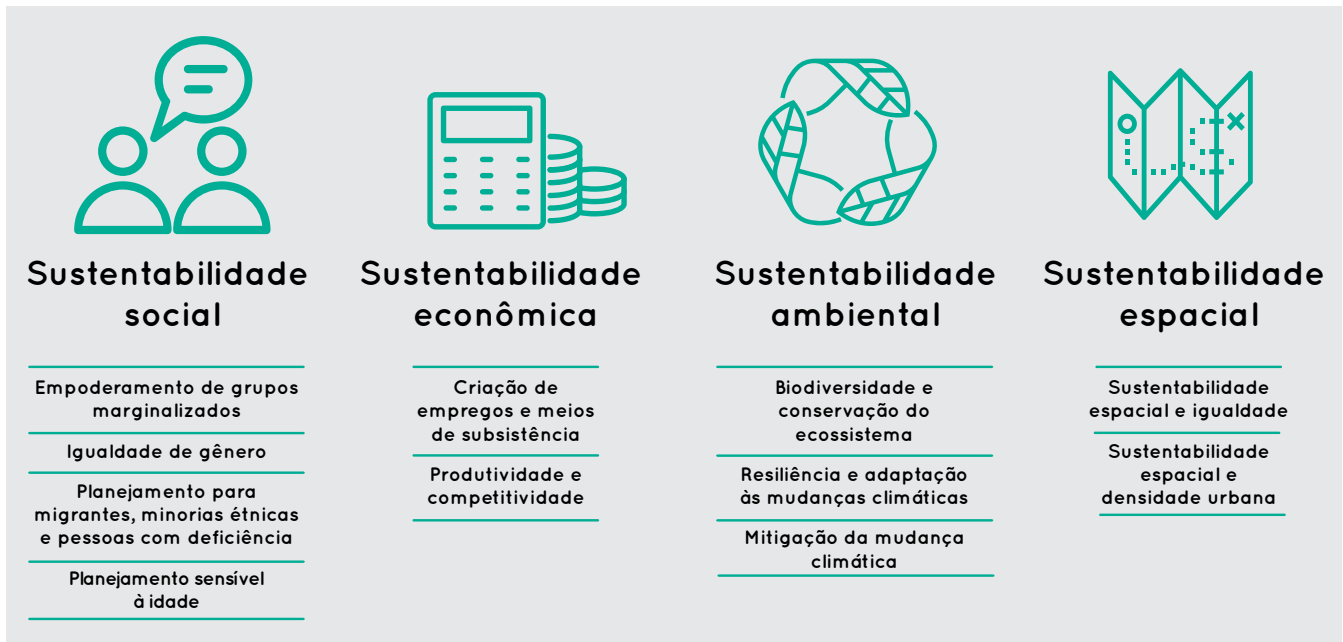 Sustentabilidade
social
Empoderamento de grupos
marginalizados
Igualdade de gênero
Planejamento para
migrantes, minorias étnicas
e pessoas com deficiência
Planejamento sensível
à idade
Sustentabilidade
econômica
Criação de
empregos e meios
de subsistência
Produtividade e
competitividade
Sustentabilidade
ambiental
Biodiversidade e
conservação do
ecossistema
Resiliência e adaptação
às mudanças climáticas
Mitigação da mudança
climática
Sustentabilidade
espacial
Sustentabilidade
espacial e igualdade
Sustentabilidade
espacial e
densidade urbana